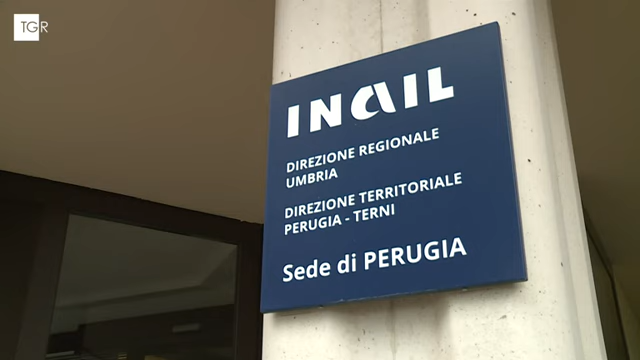 TGR
INAIL
DIREZIONE REGIONALE
UMBRIA
DIREZIONE TERRITORIALE
PERUGIA - TERNI
Sede di PERUGIA